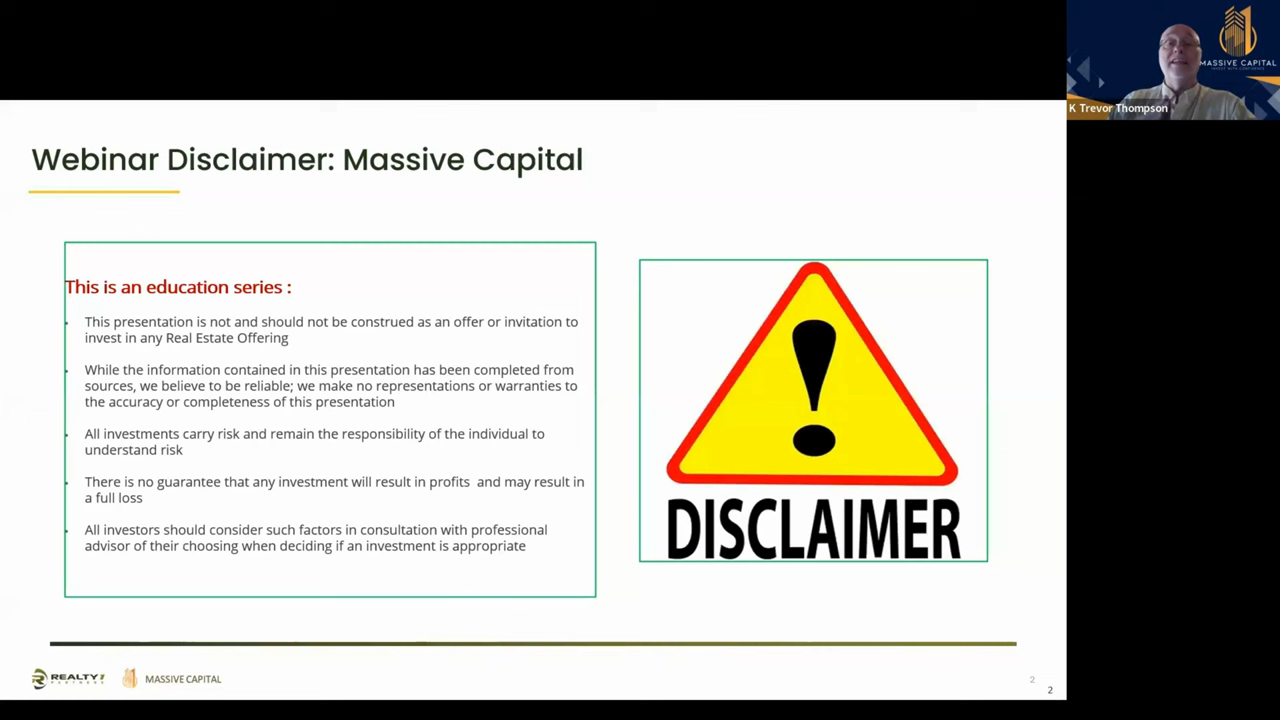 MASSIVE CAPITAL
K Trevor Thompson
Webinar Disclaimer: Massive Capital
This is an education series :
This presentation is not and should not be construed as an offer or invitation to
invest in any Real Estate Offering
While the information contained in this presentation has been completed from
sources, we believe to be reliable; we make no representations or warranties to
the accuracy or completeness of this presentation
All investments carry risk and remain the responsibility of the individual to
understand risk
There is no guarantee that any investment will result in profits and may result in
a full loss
All investors should consider such factors in consultation with professional
advisor of their choosing when deciding if an investment is appropriate
DISCLAIMER
REALTY
PARTNERS
MASSIVE CAPITAL
2
2